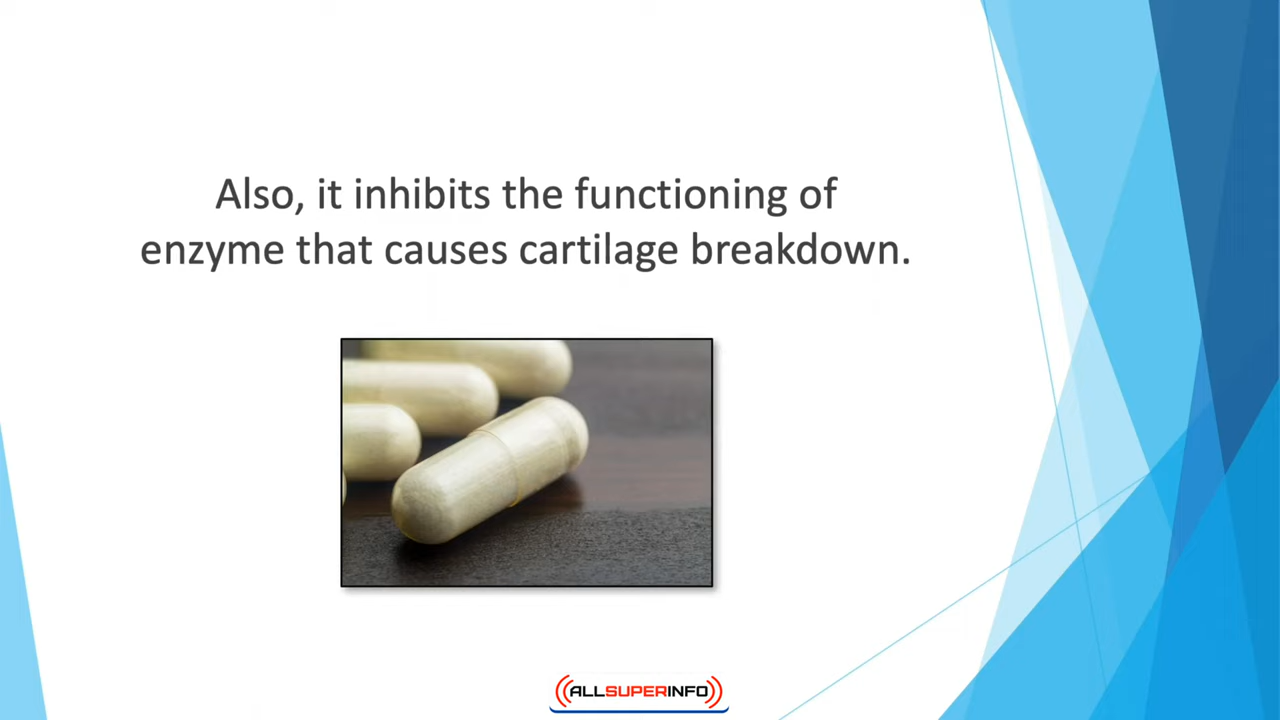 Also, it inhibits the functioning of
enzyme that causes cartilage breakdown.
ALLSUPERINFO